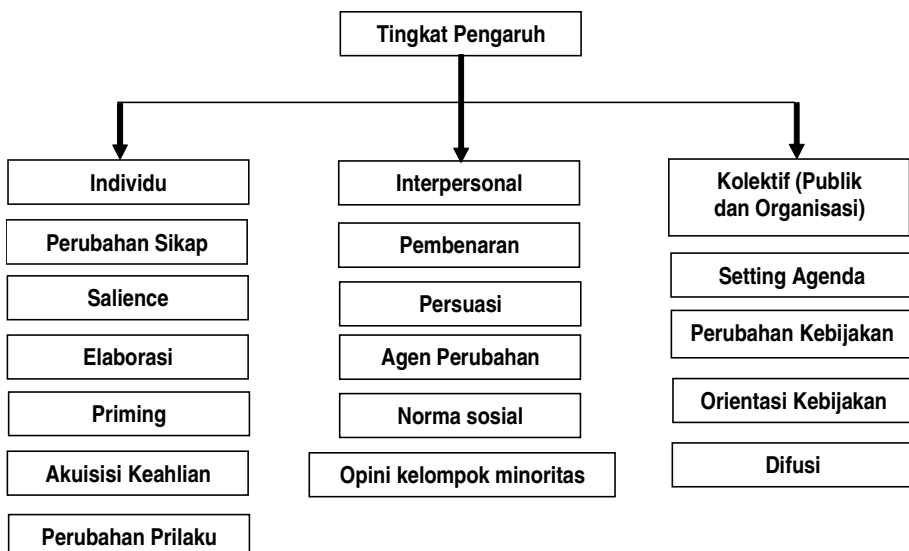 Tingkat Pengaruh
Individu
Perubahan Sikap
Salience
Elaborasi
Priming
Akuisisi Keahlian
Perubahan Prilaku
Interpersonal
Pembenaran
Persuasi
Agen Perubahan
Norma sosial
Opini kelompok minoritas
Kolektif (Publik
dan Organisasi)
Setting Agenda
Perubahan Kebijakan
Orientasi Kebijakan
Difusi